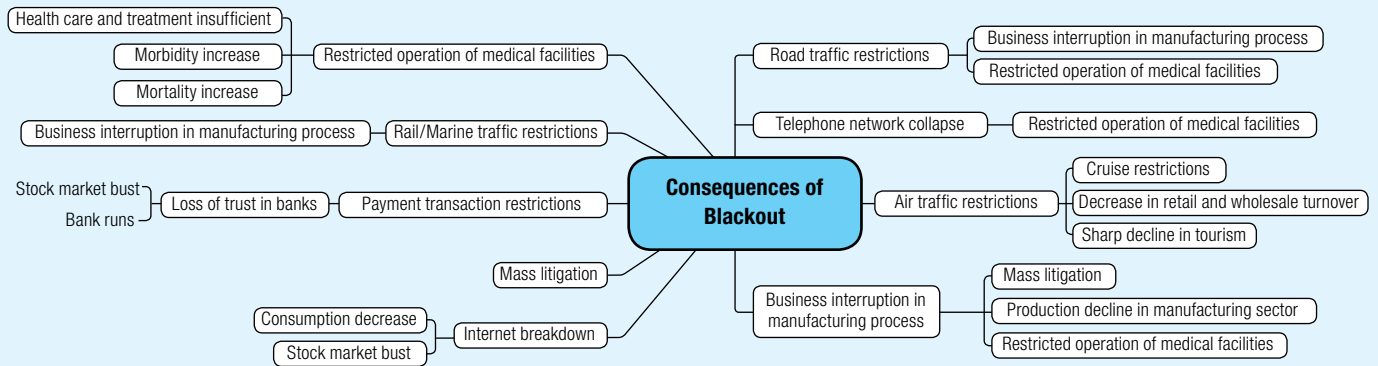 Health care and treatment insufficient
Morbidity increase
Mortality increase
Restricted operation of medical facilities
Business interruption in manufacturing process
Rail/Marine traffic restrictions
Stock market bust
Bank runs
Loss of trust in banks
Payment transaction restrictions
Mass litigation
Consumption decrease
Stock market bust
Internet breakdown
Consequences of
Blackout
Road traffic restrictions
Business interruption in manufacturing process
Restricted operation of medical facilities
Telephone network collapse
Restricted operation of medical facilities
Air traffic restrictions
Cruise restrictions
Decrease in retail and wholesale turnover
Sharp decline in tourism
Business interruption in
manufacturing process
Mass litigation
Production decline in manufacturing sector
Restricted operation of medical facilities